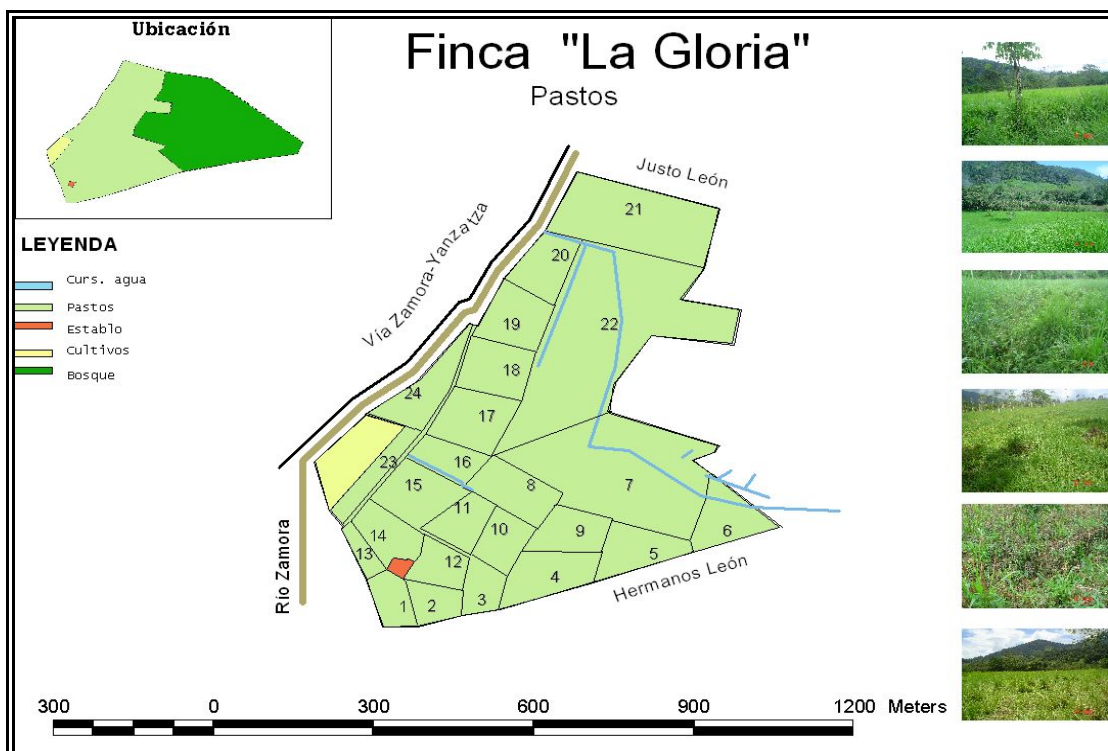 Ubicación
Finca "La Gloria"
Pastos
LEYENDA
Curs. agua
Pastos
Establo
Cultivos
Bosque
Justo León
Vía Zamora-Yanzatza
Río Zamora
Hermanos León
21
20
22
19
18
24
17
23
16
15
8
7
11
10
14
9
6
13
12
5
4
1
2
3
300 0 300 600 900 1200 Meters